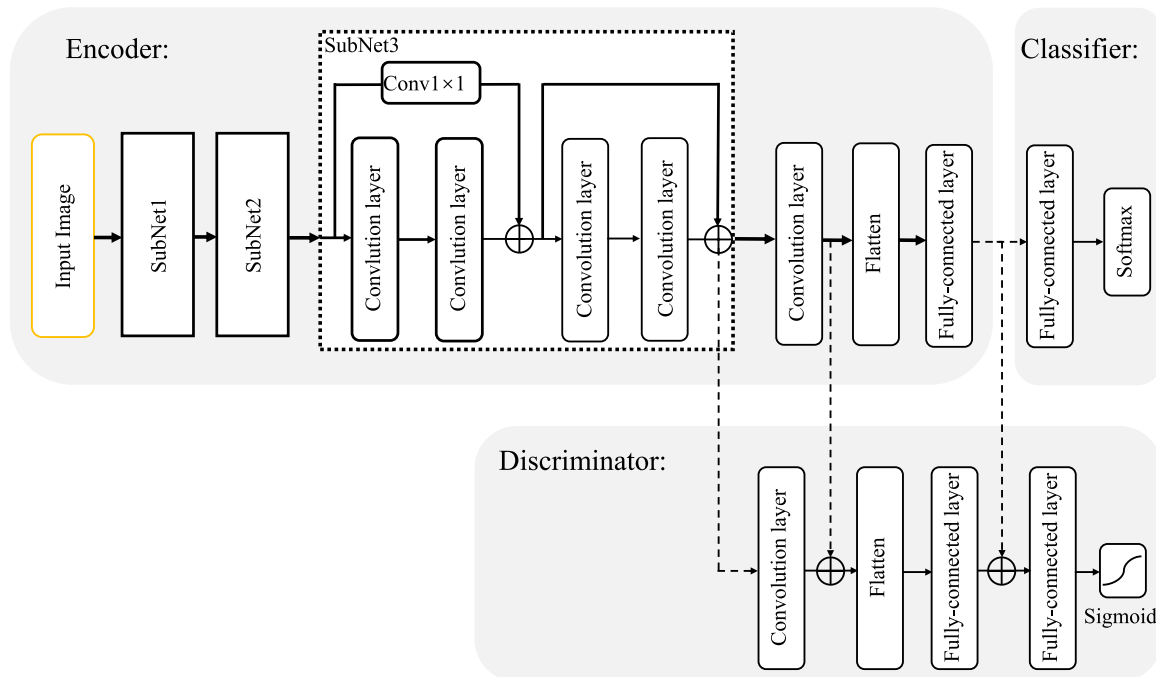 Encoder:
SubNet3
Classifier:
Conv1×1
Input Image
SubNet1
SubNet2
Convlution layer
Convlution layer
Convolution layer
Convolution layer
Convolution layer
Flatten
Fully-connected layer
Fully-connected layer
Softmax
Discriminator:
Convolution layer
Flatten
Fully-connected layer
Fully-connected layer
Sigmoid